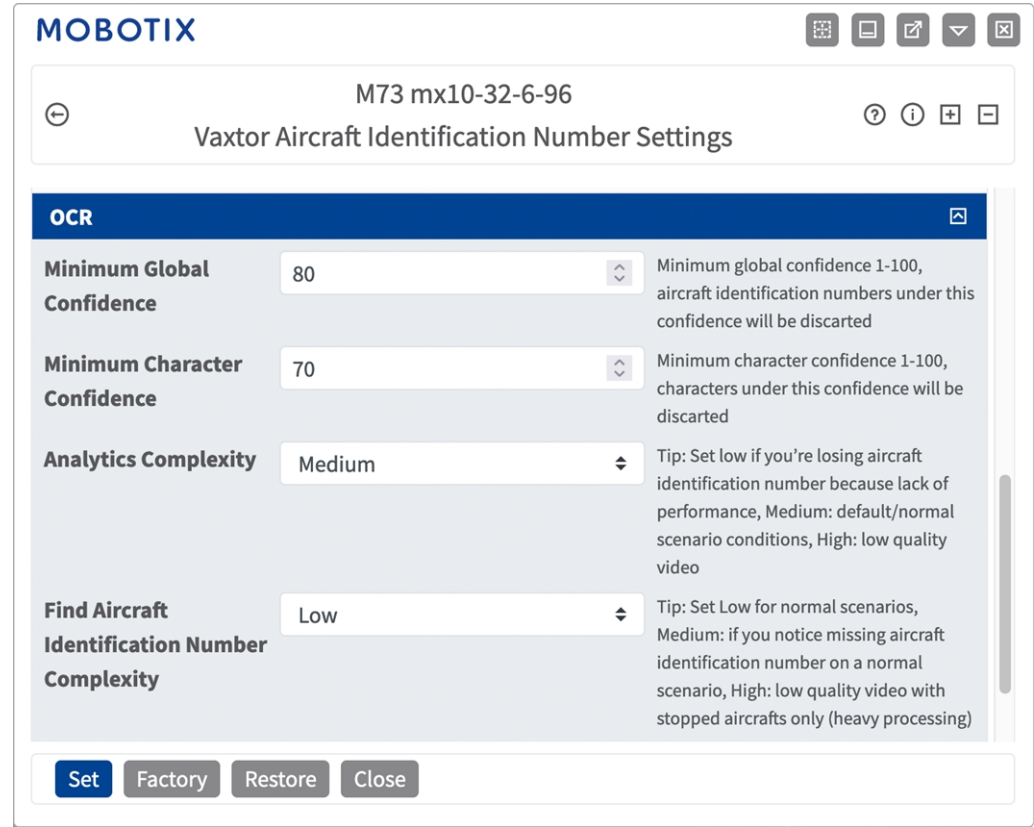 MOBOTIX
M73 mx10-32-6-96
Vaxtor Aircraft Identification Number Settings
OCR
Minimum Global
Confidence
80
Minimum global confidence 1-100,
aircraft identification numbers under this
confidence will be discarted
Minimum Character
Confidence
70
Minimum character confidence 1-100,
characters under this confidence will be
discarted
Analytics Complexity
Medium
Tip: Set low if you're losing aircraft
identification number because lack of
performance, Medium: default/normal
scenario conditions, High: low quality
video
Find Aircraft
Identification Number
Complexity
Low
Tip: Set Low for normal scenarios,
Medium: if you notice missing aircraft
identification number on a normal
scenario, High: low quality video with
stopped aircrafts only (heavy processing)
Set Factory Restore Close